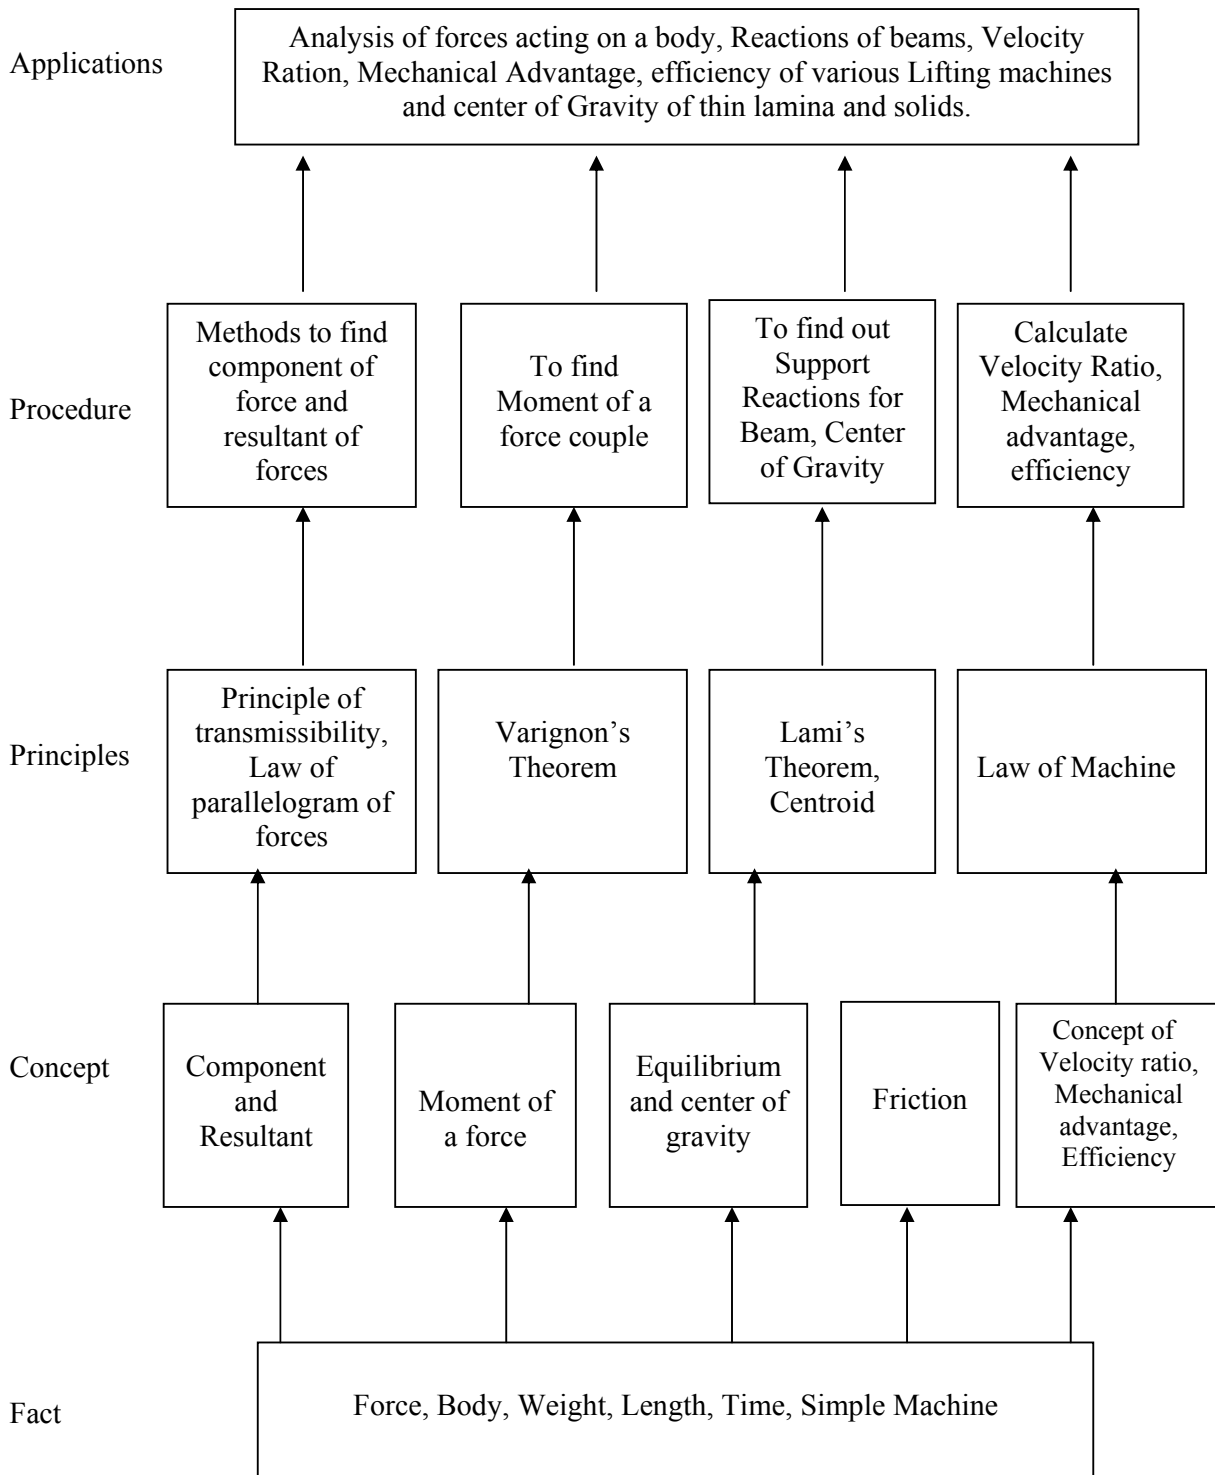 Applications
Analysis of forces acting on a body, Reactions of beams, Velocity
Ration, Mechanical Advantage, efficiency of various Lifting machines
and center of Gravity of thin lamina and solids.
Procedure
Methods to find
component of
force and
resultant of
forces
To find
Moment of a
force couple
To find out
Support
Reactions for
Beam, Center
of Gravity
Calculate
Velocity Ratio,
Mechanical
advantage,
efficiency
Principles
Principle of
transmissibility,
Law of
parallelogram of
forces
Varignon’s
Theorem
Lami’s
Theorem,
Centroid
Law of Machine
Concept
Component
and
Resultant
Moment of
a force
Equilibrium
and center of
gravity
Friction
Concept of
Velocity ratio,
Mechanical
advantage,
Efficiency
Fact
Force, Body, Weight, Length, Time, Simple Machine